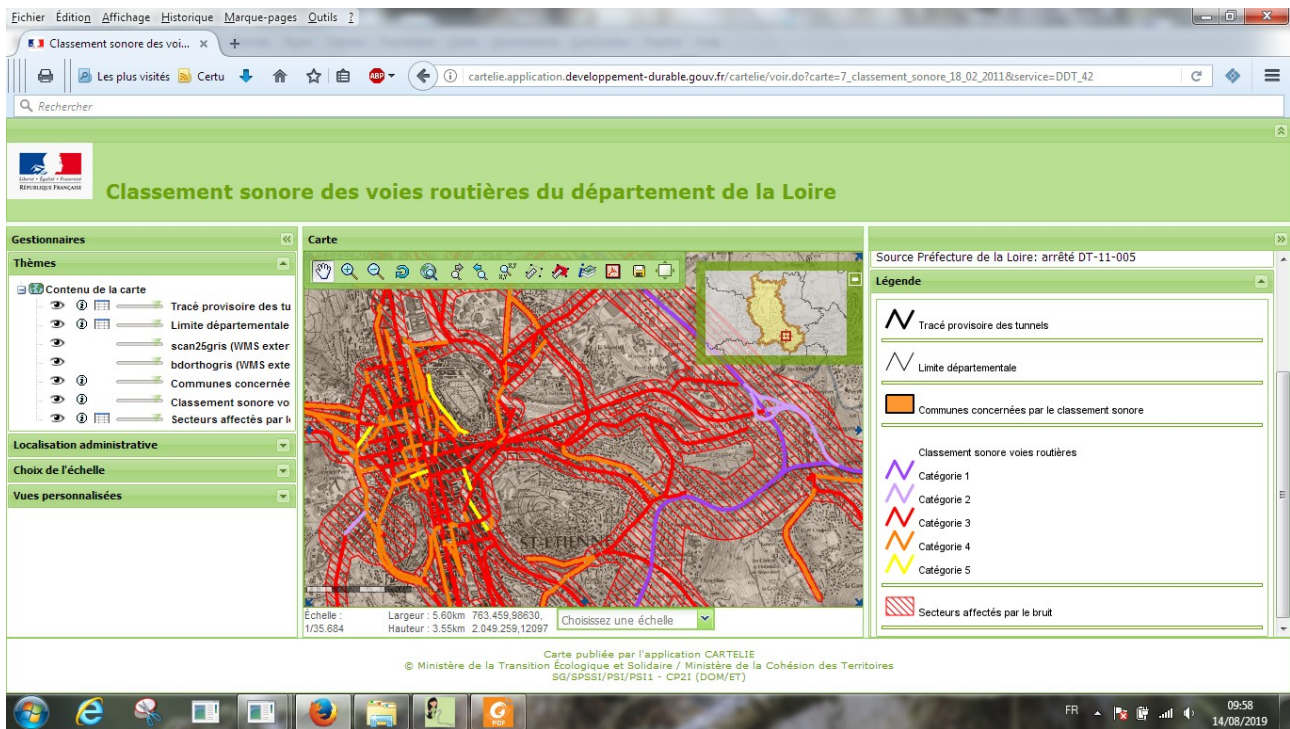 Fichier Édition Affichage Historique Marque-pages Outils ?
Classement sonore des voi... × +
Les plus visités Certu ABP cartelie.application.developpement-durable.gouv.fr/cartelie/voir.do?carte=7_classement_sonore_18_02_2011&service=DDT_42
Rechercher
Liberté • Égalité • Fraternité
RÉPUBLIQUE FRANÇAISE
Classement sonore des voies routières du département de la Loire
Gestionnaires
Thèmes
Contenu de la carte
Tracé provisoire des tu
Limite départementale
scan25gris (WMS exter
bdorthogris (WMS exte
Communes concernée
Classement sonore vo
Secteurs affectés par le
Localisation administrative
Choix de l'échelle
Vues personnalisées
Carte
ST-ETIENNE
Échelle :
1/35.684
Largeur : 5.60km 763.459,98630,
Hauteur : 3.55km 2.049.259,12097
Choisissez une échelle
Source Préfecture de la Loire: arrêté DT-11-005
Légende
Tracé provisoire des tunnels
Limite départementale
Communes concernées par le classement sonore
Classement sonore voies routières
Catégorie 1
Catégorie 2
Catégorie 3
Catégorie 4
Catégorie 5
Secteurs affectés par le bruit
Carte publiée par l'application CARTELIE
© Ministère de la Transition Écologique et Solidaire / Ministère de la Cohésion des Territoires
SG/SPSSI/PSI/PSI1 - CP2I (DOM/ET)
PDF
FR
09:58
14/08/2019